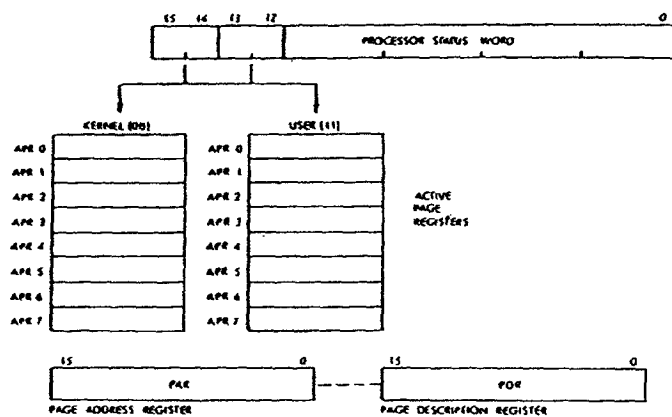 15 14 13 12 0
PROCESSOR STATUS WORD
KERNEL (00) USER (11)
APR 0 APR 0
APR 1 APR 1
APR 2 APR 2
APR 3 APR 3
APR 4 APR 4
APR 5 APR 5
APR 6 APR 6
APR 7 APR 7
ACTIVE
PAGE
REGISTERS
15 0 15 0
PAR PDR
PAGE ADDRESS REGISTER PAGE DESCRIPTION REGISTER